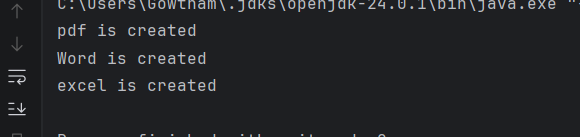 C:\Users\Gowtham\.jdks\openjdk-24.0.1\bin\java.exe "
pdf is created
Word is created
excel is created